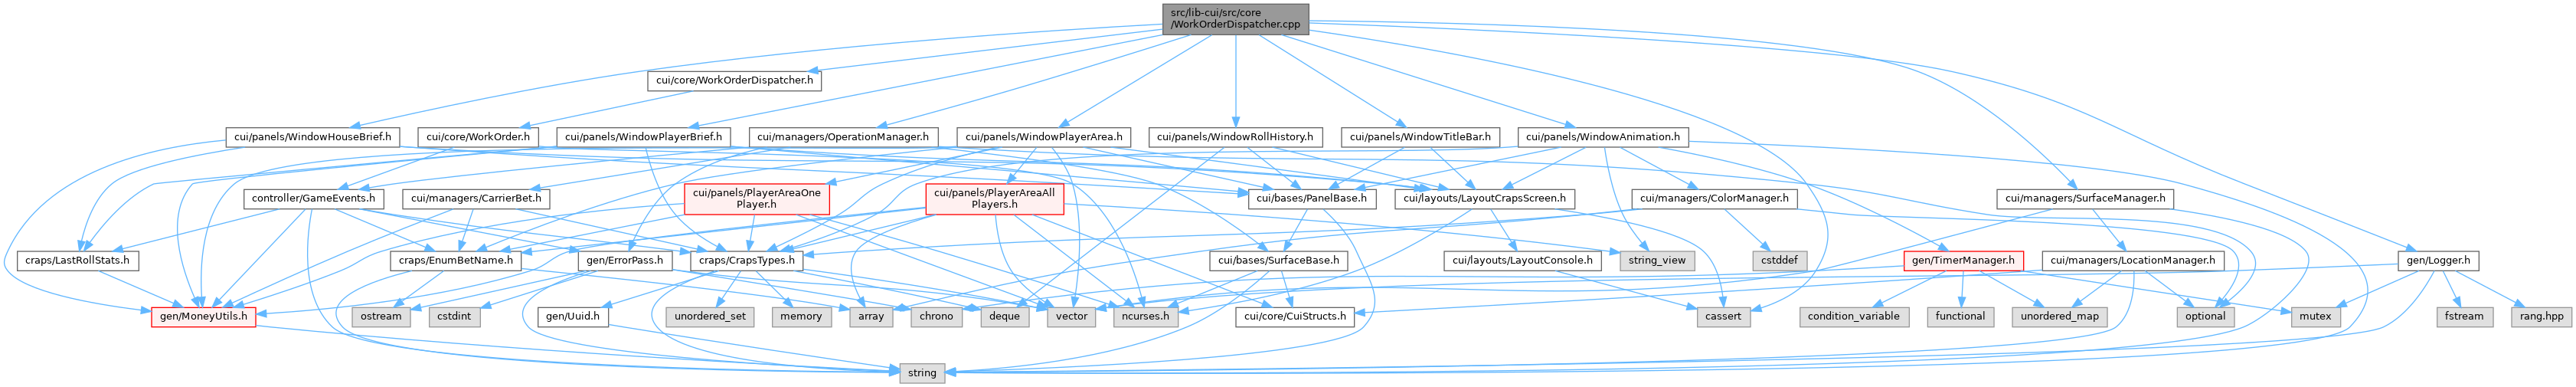 src/lib-cui/src/core
/WorkOrderDispatcher.cpp
cui/core/WorkOrderDispatcher.h
cui/panels/WindowHouseBrief.h
cui/core/WorkOrder.h
cui/panels/WindowPlayerBrief.h
cui/managers/OperationManager.h
cui/panels/WindowPlayerArea.h
cui/panels/WindowRollHistory.h
cui/panels/WindowTitleBar.h
cui/panels/WindowAnimation.h
controller/GameEvents.h
cui/managers/CarrierBet.h
cui/panels/PlayerAreaOne
Player.h
cui/panels/PlayerAreaAll
Players.h
cui/bases/PanelBase.h
cui/layouts/LayoutCrapsScreen.h
cui/managers/ColorManager.h
cui/managers/SurfaceManager.h
craps/LastRollStats.h
craps/EnumBetName.h
gen/ErrorPass.h
craps/CrapsTypes.h
string_view
cui/bases/SurfaceBase.h
cui/layouts/LayoutConsole.h
cstddef
gen/TimerManager.h
cui/managers/LocationManager.h
gen/Logger.h
gen/MoneyUtils.h
ostream
cstdint
gen/Uuid.h
unordered_set
memory
array
chrono
deque
vector
ncurses.h
cui/core/CuiStructs.h
cassert
condition_variable
functional
unordered_map
optional
mutex
fstream
rang.hpp
string